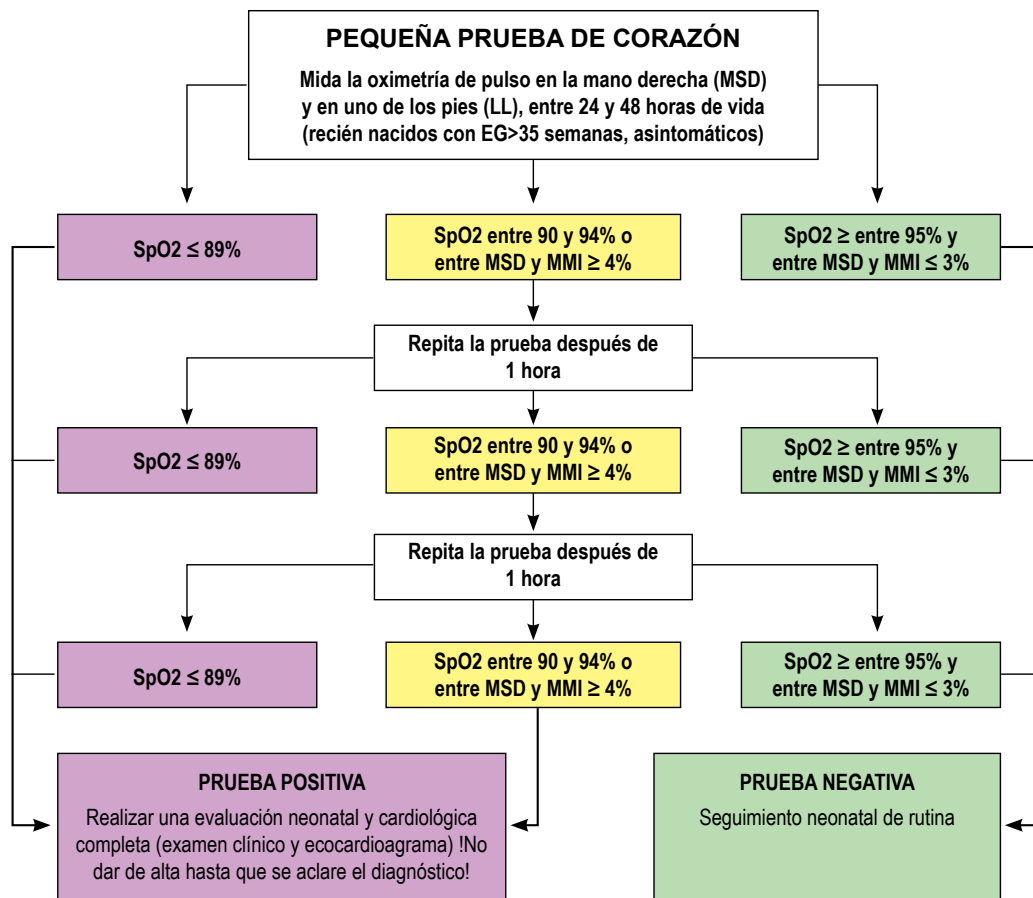 PEQUEÑA PRUEBA DE CORAZÓN
Mida la oximetría de pulso en la mano derecha (MSD)
y en uno de los pies (LL), entre 24 y 48 horas de vida
(recién nacidos con EG>35 semanas, asintomáticos)
SpO2 ≤ 89%
SpO2 entre 90 y 94% o
entre MSD y MMI ≥ 4%
SpO2 ≥ entre 95% y
entre MSD y MMI ≤ 3%
Repita la prueba después de
1 hora
SpO2 ≤ 89%
SpO2 entre 90 y 94% o
entre MSD y MMI ≥ 4%
SpO2 ≥ entre 95% y
entre MSD y MMI ≤ 3%
Repita la prueba después de
1 hora
SpO2 ≤ 89%
SpO2 entre 90 y 94% o
entre MSD y MMI ≥ 4%
SpO2 ≥ entre 95% y
entre MSD y MMI ≤ 3%
PRUEBA POSITIVA
Realizar una evaluación neonatal y cardiológica
completa (examen clínico y ecocardioagrama) !No
dar de alta hasta que se aclare el diagnóstico!
PRUEBA NEGATIVA
Seguimiento neonatal de rutina